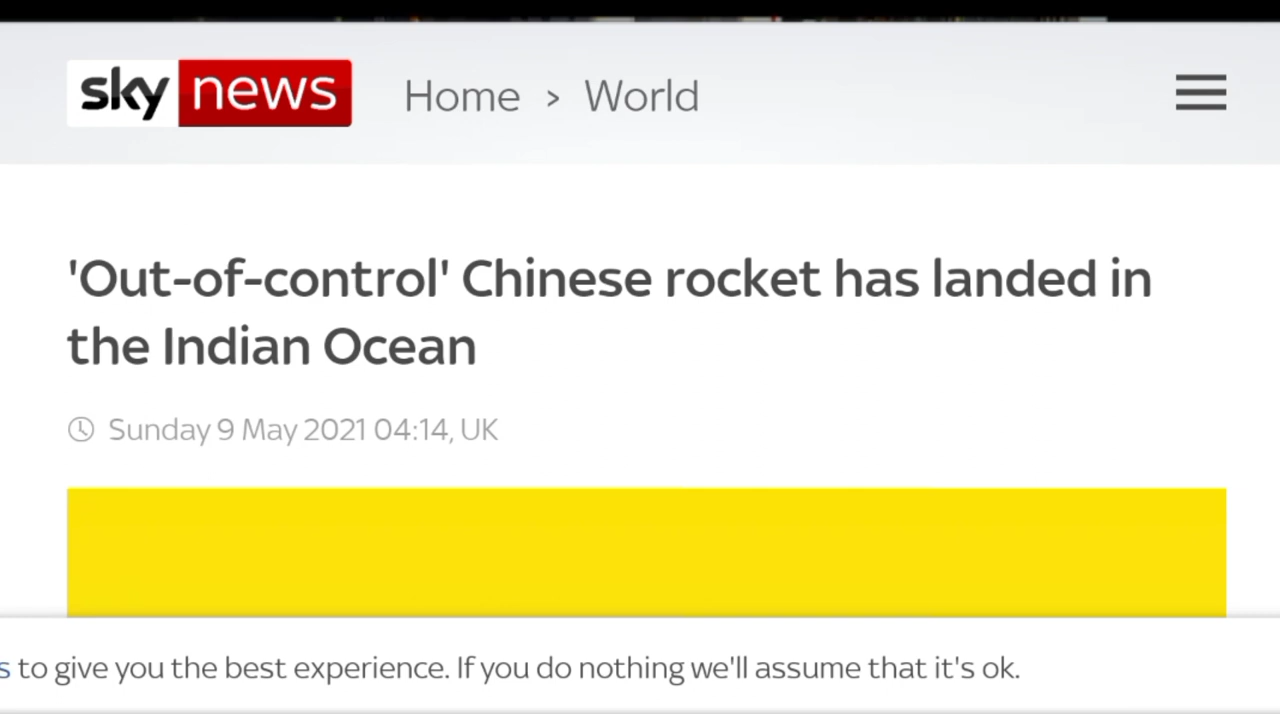 sky news Home > World
'Out-of-control' Chinese rocket has landed in
the Indian Ocean
Sunday 9 May 2021 04:14, UK
s to give you the best experience. If you do nothing we'll assume that it's ok.